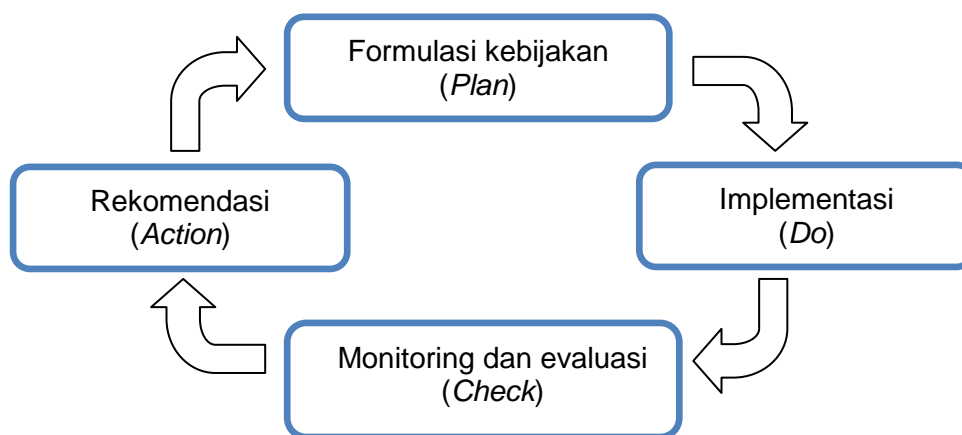 Formulasi kebijakan
(Plan)
Implementasi
(Do)
Monitoring dan evaluasi
(Check)
Rekomendasi
(Action)